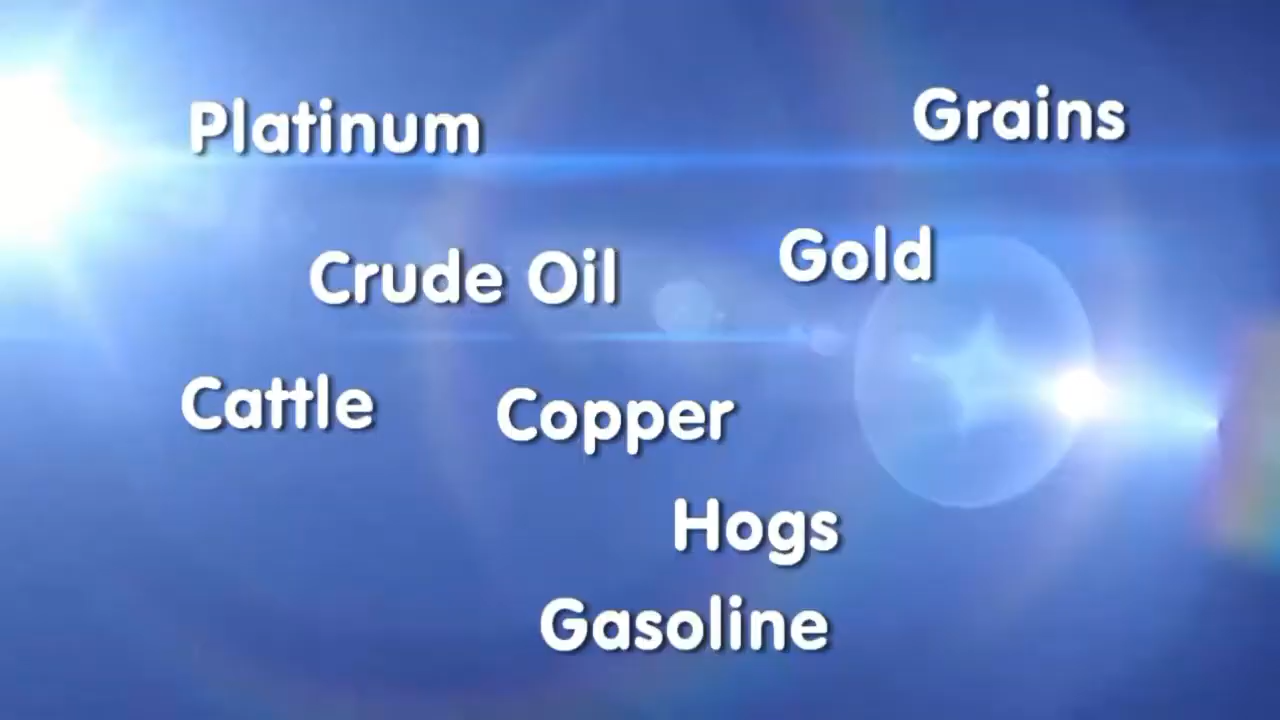 Platinum
Grains
Crude Oil
Gold
Cattle
Copper
Hogs
Gasoline